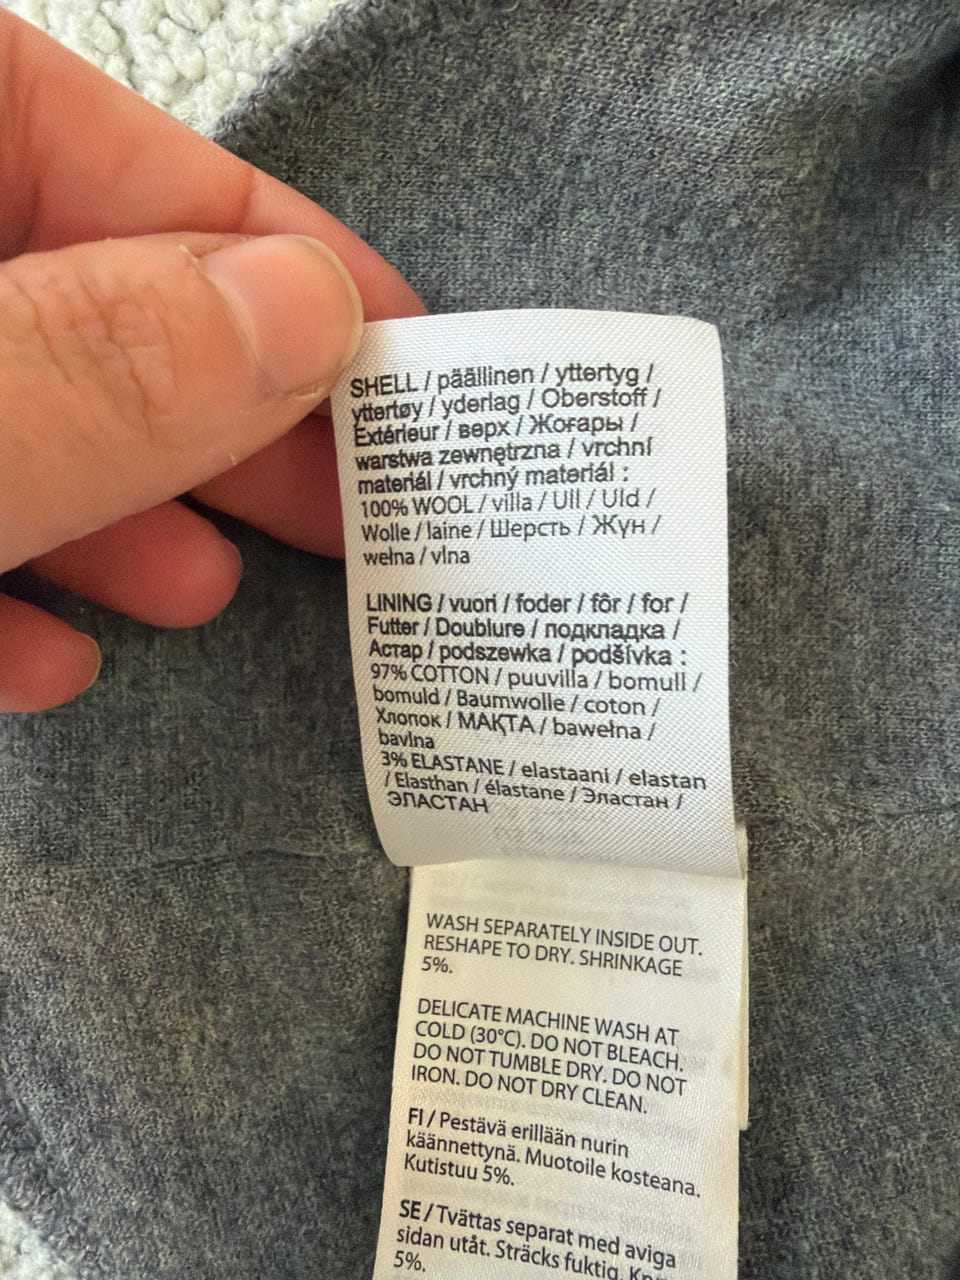 SHELL / päällinen / yttertyg /
yttertøy / yderlag / Oberstoff /
Extérieur / верх / Жоғары /
warstwa zewnętrzna / vrchní
materiál / vrchný materiál :
100% WOOL / villa / Ull / Uld /
Wolle / laine / Шерсть / Жүн /
wełna / vlna
LINING / vuori / foder / fôr / for /
Futter / Doublure / подкладка /
Астар / podszewka / podšívka :
97% COTTON / puuvilla / bomull /
bomuld / Baumwolle / coton /
Хлопок / МАҚТА / bawełna /
bavlna
3% ELASTANE / elastaani / elastan
/ Elasthan / élastane / Эластан /
ЭЛАСТАН
WASH SEPARATELY INSIDE OUT.
RESHAPE TO DRY. SHRINKAGE
5%.
DELICATE MACHINE WASH AT
COLD (30°C). DO NOT BLEACH.
DO NOT TUMBLE DRY. DO NOT
IRON. DO NOT DRY CLEAN.
FI / Pestävä erillään nurin
käännettynä. Muotoile kosteana.
Kutistuu 5%.
SE / Tvättas separat med aviga
sidan utåt. Sträcks fuktig.
5%.